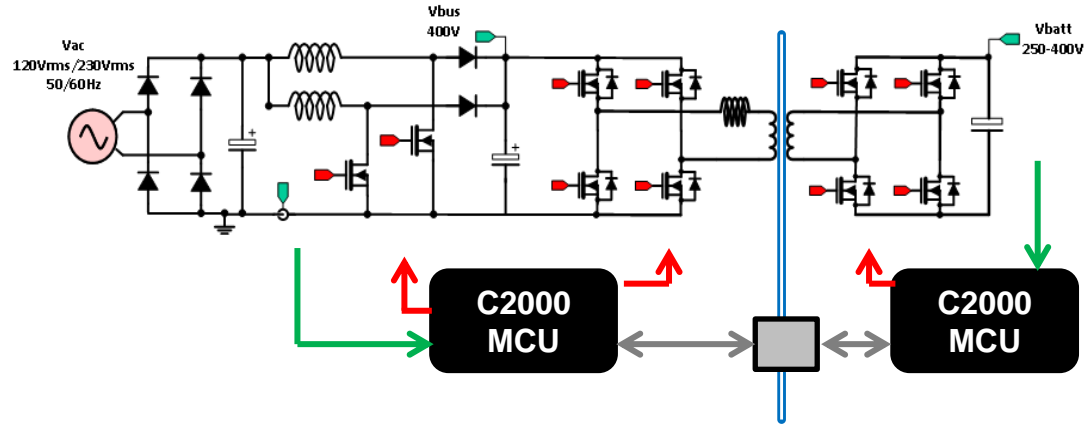 Vac
120Vrms/230Vrms
50/60Hz
Vbus
400V
Vbatt
250-400V
+
+
C2000
MCU
C2000
MCU